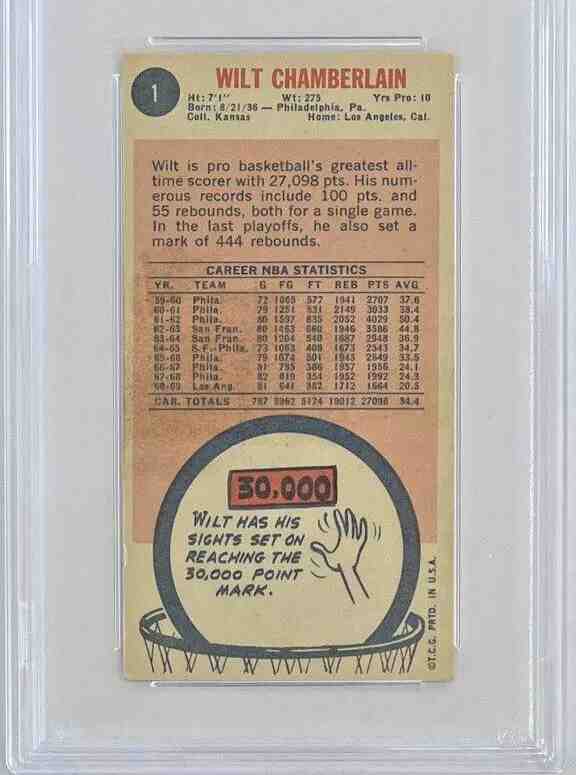 1
WILT CHAMBERLAIN
Ht: 7'1" Wt: 275 Yrs Pro: 10
Born: 8/21/36 — Philadelphia, Pa.
Coll. Kansas Home: Los Angeles, Cal.
Wilt is pro basketball's greatest all-
time scorer with 27,098 pts. His num-
erous records include 100 pts. and
55 rebounds, both for a single game.
In the last playoffs, he also set a
mark of 444 rebounds.
CAREER NBA STATISTICS
YR. TEAM G FG FT REB PTS AVG
59-60 Phila. 72 1065 577 1941 2707 37.6
60-61 Phila. 79 1251 531 2149 3033 38.4
61-62 Phila. 80 1597 835 2052 4029 50.4
62-63 San Fran. 80 1463 660 1946 3586 44.8
63-64 San Fran. 80 1204 540 1687 2948 36.9
64-65 S.F.-Phila. 73 1063 408 1673 2534 34.7
65-66 Phila. 79 1074 501 1943 2649 33.5
66-67 Phila. 81 785 386 1957 1956 24.1
67-68 Phila. 82 819 354 1952 1992 24.3
68-69 Los Ang. 81 641 382 1712 1664 20.5
CAR. TOTALS 787 8962 5174 19012 27098 34.4
30,000
WILT HAS HIS
SIGHTS SET ON
REACHING THE
30,000 POINT
MARK.
©T.C.G. PRTD. IN U.S.A.